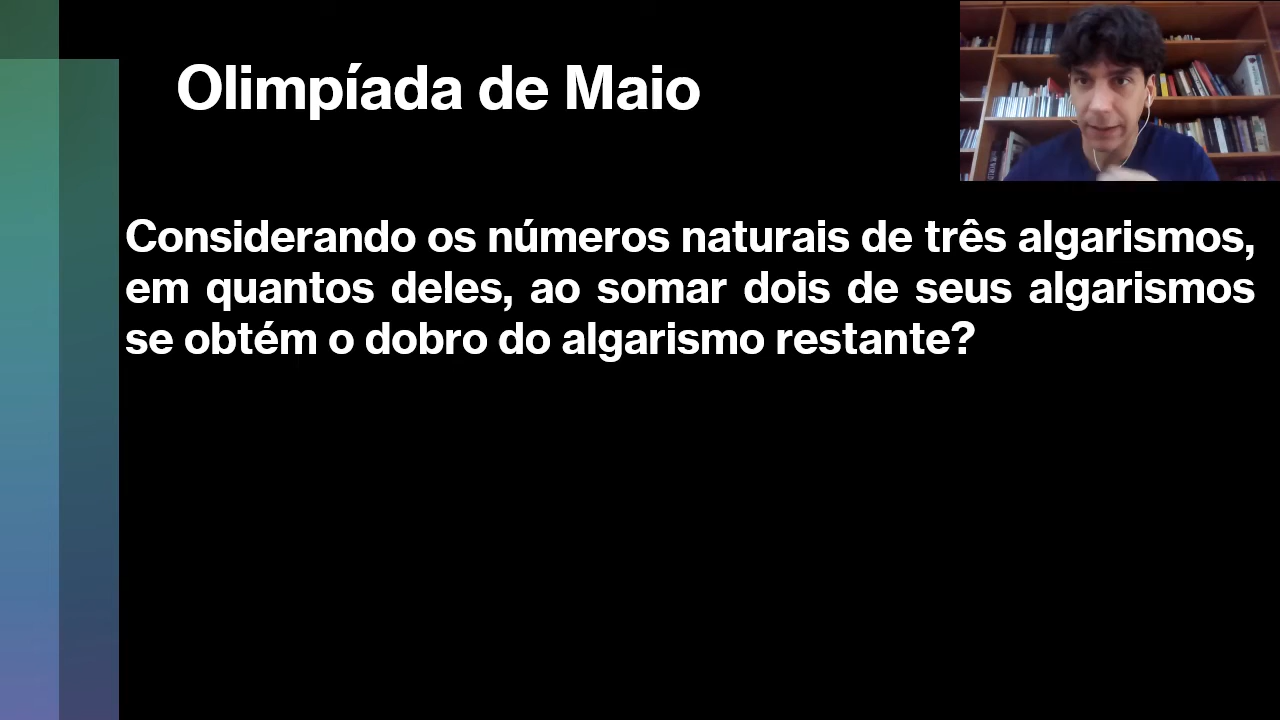 Olimpíada de Maio
Considerando os números naturais de três algarismos,
em quantos deles, ao somar dois de seus algarismos
se obtém o dobro do algarismo restante?